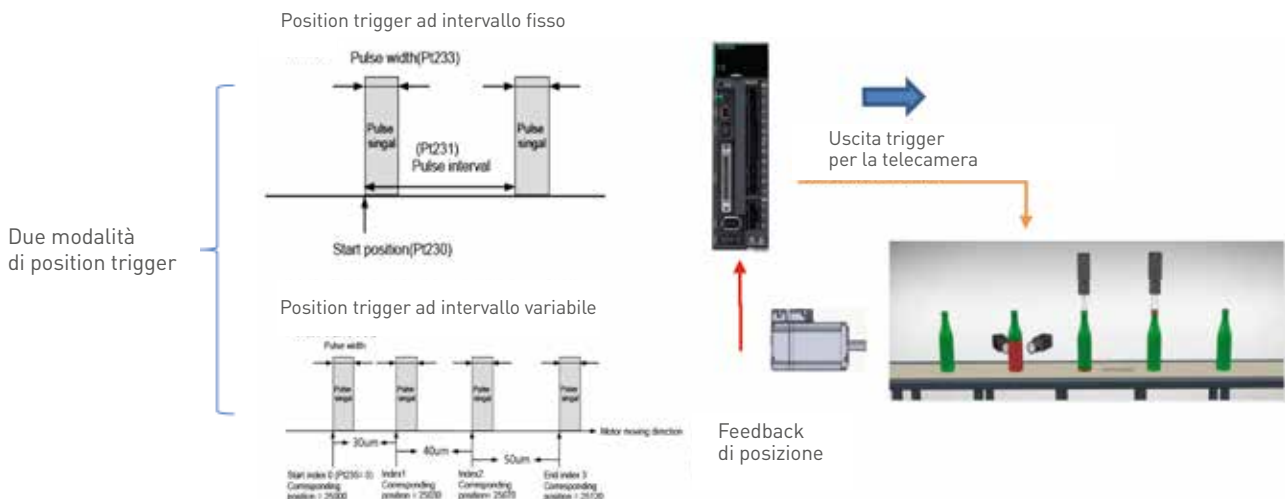 Position trigger ad intervallo fisso
Pulse width(Pt233)
Pulse
singal
Pulse
singal
(Pt231)
Pulse interval
Start position(Pt230)
Due modalità
di position trigger
Uscita trigger
per la telecamera
Position trigger ad intervallo variabile
Pulse width
Pulse
singal
Pulse
singal
Pulse
singal
Pulse
singal
Motor moving direction
30um
40um
50um
Start index 0 (Pt235= 0)
Corresponding
position = 25000
Index1
Corresponding
position = 25030
Index2
Corresponding
position= 25070
End index 3
Corresponding
position = 25120
Feedback
di posizione